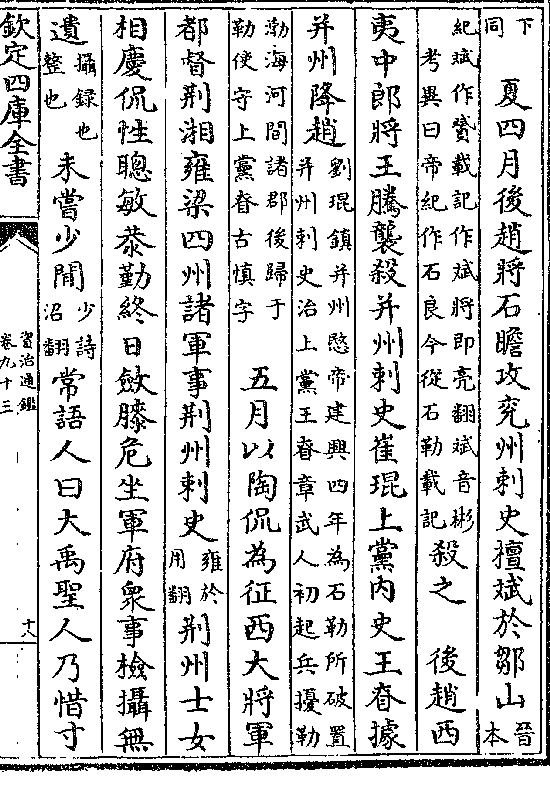 下
同
夏四月後趙將石瞻攻兖州刺史檀斌於鄒山
晉
本
紀斌作贇載記作斌將即亮翻斌音彬
考異曰帝紀作石良今從石勒載記
殺之　後趙西
夷中郎將王騰襲殺并州刺史崔琨上黨內史王眘據
并州降趙
劉琨鎮并州愍帝建興四年為石勒所破置
并州刺史治上黨王眘章武人初起兵擾勒
渤海河間諸郡後歸于
勒使守上黨眘古慎字
五月以陶侃為征西大將軍
都督荆湘雍梁四州諸軍事荆州刺史
雍於
用翻
荆州士女
相慶侃性聰敏恭勤終日斂膝危坐軍府衆事檢攝無
遺
攝録也
整也
未嘗少閒
少詩
沼翻
常語人曰大禹聖人乃惜寸
欽定四庫全書
資治通鑑
卷九十三
十八